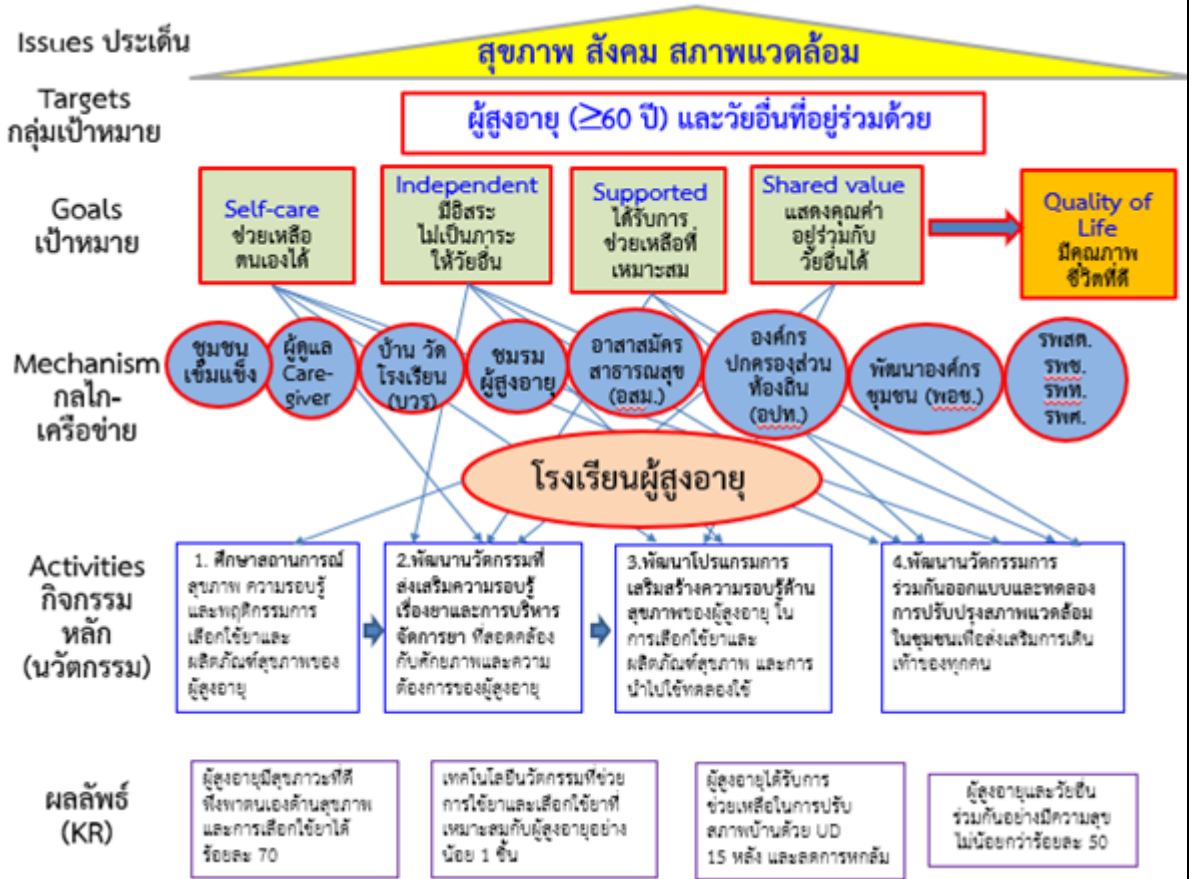 Issues ประเด็น
สุขภาพ สังคม สภาพแวดล้อม
Targets
กลุ่มเป้าหมาย
ผู้สูงอายุ (≥60 ปี) และวัยอื่นที่อยู่ร่วมด้วย
Goals
เป้าหมาย
Self-care
ช่วยเหลือ
ตนเองได้
Independent
มีอิสระ
ไม่เป็นภาระ
ให้วัยอื่น
Supported
ได้รับการ
ช่วยเหลือที่
เหมาะสม
Shared value
แสดงคุณค่า
อยู่ร่วมกับ
วัยอื่นได้
Quality of
Life
มีคุณภาพ
ชีวิตที่ดี
Mechanism
กลไก-
เครือข่าย
ชุมชน
เข้มแข็ง
ผู้ดูแล
Care-
giver
บ้าน วัด
โรงเรียน
(บวร)
ชมรม
ผู้สูงอายุ
อาสาสมัคร
สาธารณสุข
(อสม.)
องค์กร
ปกครองส่วน
ท้องถิ่น
(อปท.)
พัฒนาองค์กร
ชุมชน (พอช.)
รพสต.
รพช.
รพท.
รพศ.
โรงเรียนผู้สูงอายุ
Activities
กิจกรรม
หลัก
(นวัตกรรม)
1. ศึกษาสถานการณ์
สุขภาพ ความรอบรู้
และพฤติกรรมการ
เลือกใช้ยาและ
ผลิตภัณฑ์สุขภาพของ
ผู้สูงอายุ
2.พัฒนานวัตกรรมที่
ส่งเสริมความรอบรู้
เรื่องยาและการบริหาร
จัดการยา ที่สอดคล้อง
กับศักยภาพและความ
ต้องการของผู้สูงอายุ
3.พัฒนาโปรแกรมการ
เสริมสร้างความรอบรู้ด้าน
สุขภาพของผู้สูงอายุ ใน
การเลือกใช้ยาและ
ผลิตภัณฑ์สุขภาพ และการ
นำไปใช้ทดลองใช้
4.พัฒนานวัตกรรมการ
ร่วมกันออกแบบและทดลอง
การปรับปรุงสภาพแวดล้อม
ในชุมชนเพื่อส่งเสริมการเดิน
เท้าของทุกคน
ผลลัพธ์
(KR)
ผู้สูงอายุมีสุขภาวะที่ดี
พึ่งพาตนเองด้านสุขภาพ
และการเลือกใช้ยาได้
ร้อยละ 70
เทคโนโลยีนวัตกรรมที่ช่วย
การใช้ยาและเลือกใช้ยาที่
เหมาะสมกับผู้สูงอายุอย่าง
น้อย 1 ชิ้น
ผู้สูงอายุได้รับการ
ช่วยเหลือในการปรับ
สภาพบ้านด้วย UD
15 หลัง และลดการหกล้ม
ผู้สูงอายุและวัยอื่น
ร่วมกันอย่างมีความสุข
ไม่น้อยกว่าร้อยละ 50